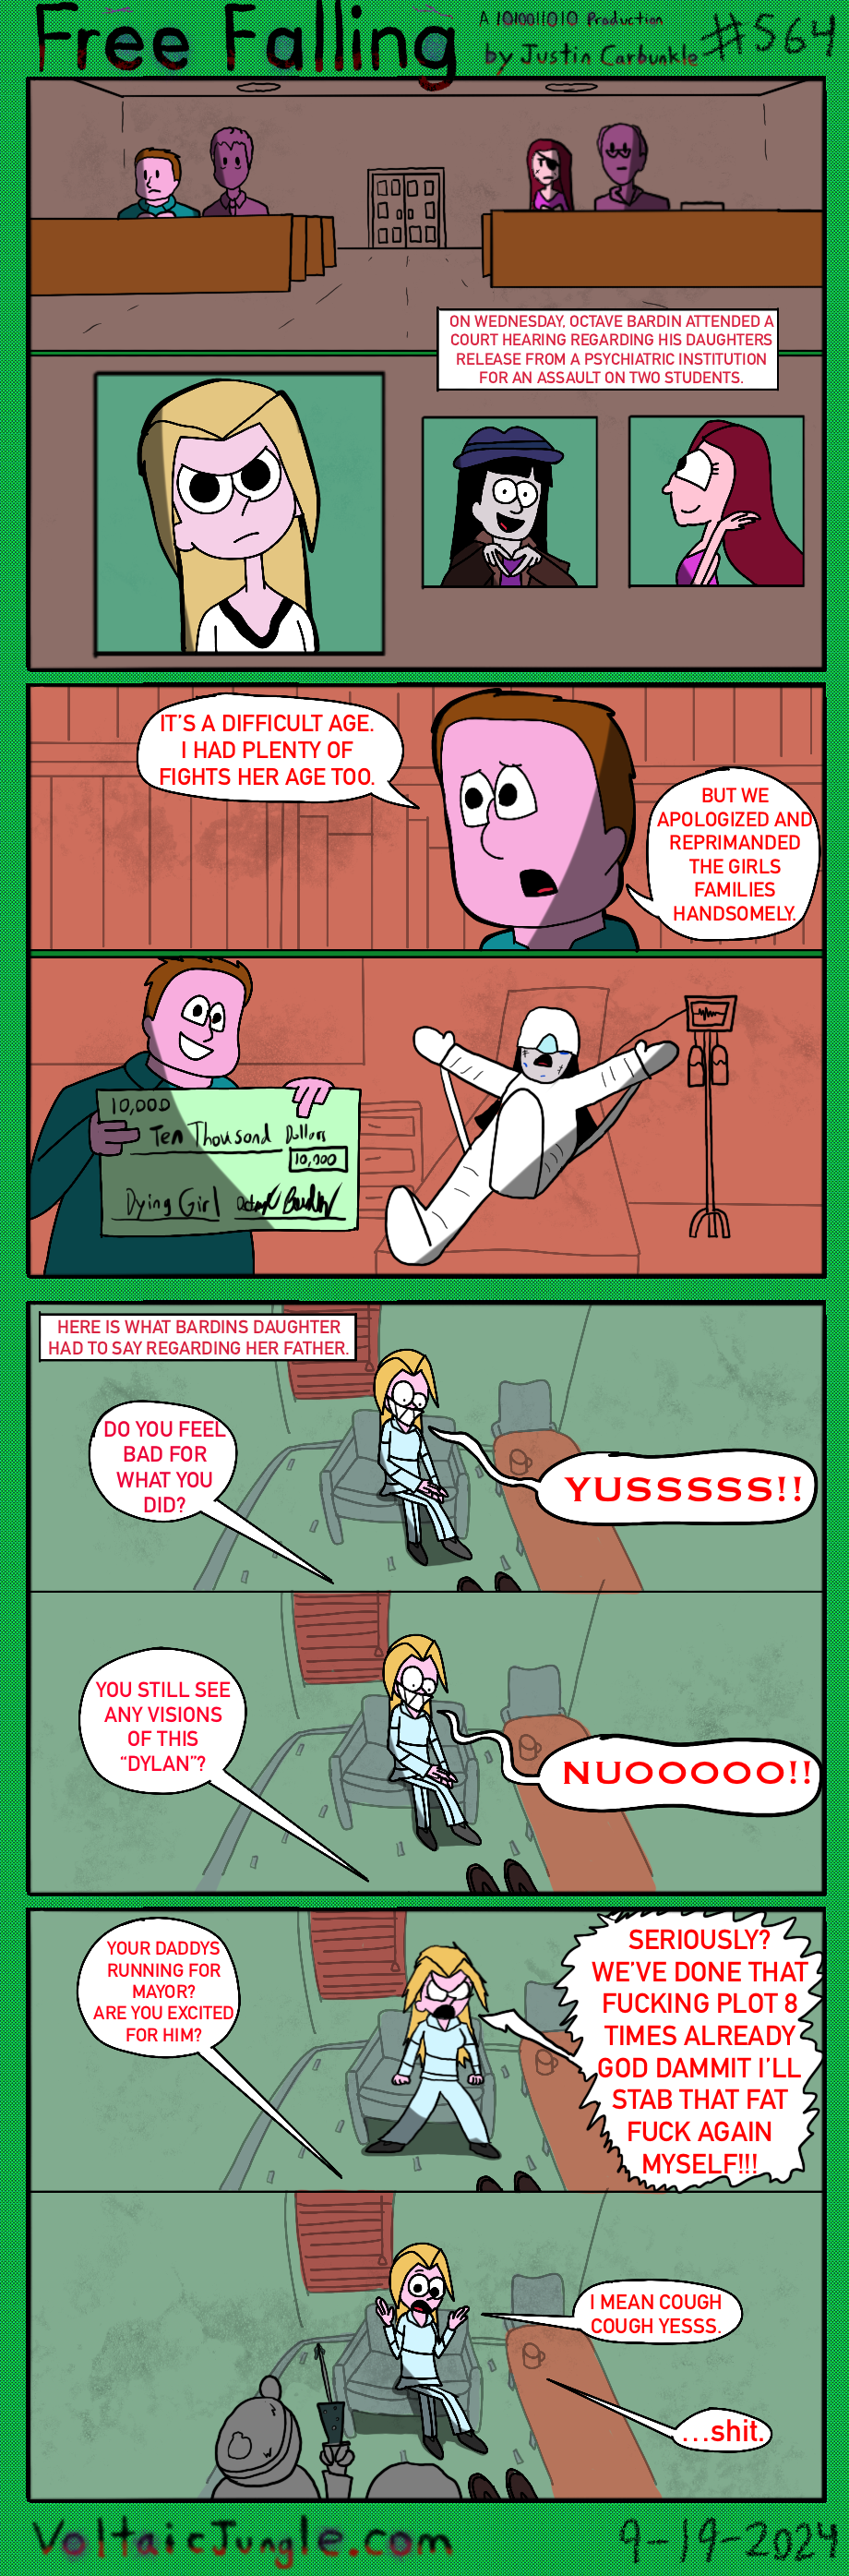 Free Falling
A 1010011010 Production
by Justin Carbunkle
#564
ON WEDNESDAY, OCTAVE BARDIN ATTENDED A
COURT HEARING REGARDING HIS DAUGHTERS
RELEASE FROM A PSYCHIATRIC INSTITUTION
FOR AN ASSAULT ON TWO STUDENTS.
IT'S A DIFFICULT AGE.
I HAD PLENTY OF
FIGHTS HER AGE TOO.
BUT WE
APOLOGIZED AND
REPRIMANDED
THE GIRLS
FAMILIES
HANDSOMELY.
10,000
Ten Thousand Dollars
10,000
Dying Girl Octave Bardin
HERE IS WHAT BARDINS DAUGHTER
HAD TO SAY REGARDING HER FATHER.
DO YOU FEEL
BAD FOR
WHAT YOU
DID?
YUSSSSS!!
YOU STILL SEE
ANY VISIONS
OF THIS
“DYLAN”?
NUOOOOO!!
YOUR DADDYS
RUNNING FOR
MAYOR?
ARE YOU EXCITED
FOR HIM?
SERIOUSLY?
WE'VE DONE THAT
FUCKING PLOT 8
TIMES ALREADY
GOD DAMMIT I'LL
STAB THAT FAT
FUCK AGAIN
MYSELF!!!
I MEAN COUGH
COUGH YESSS.
...shit.
VoltaicJungle.com
9-19-2024